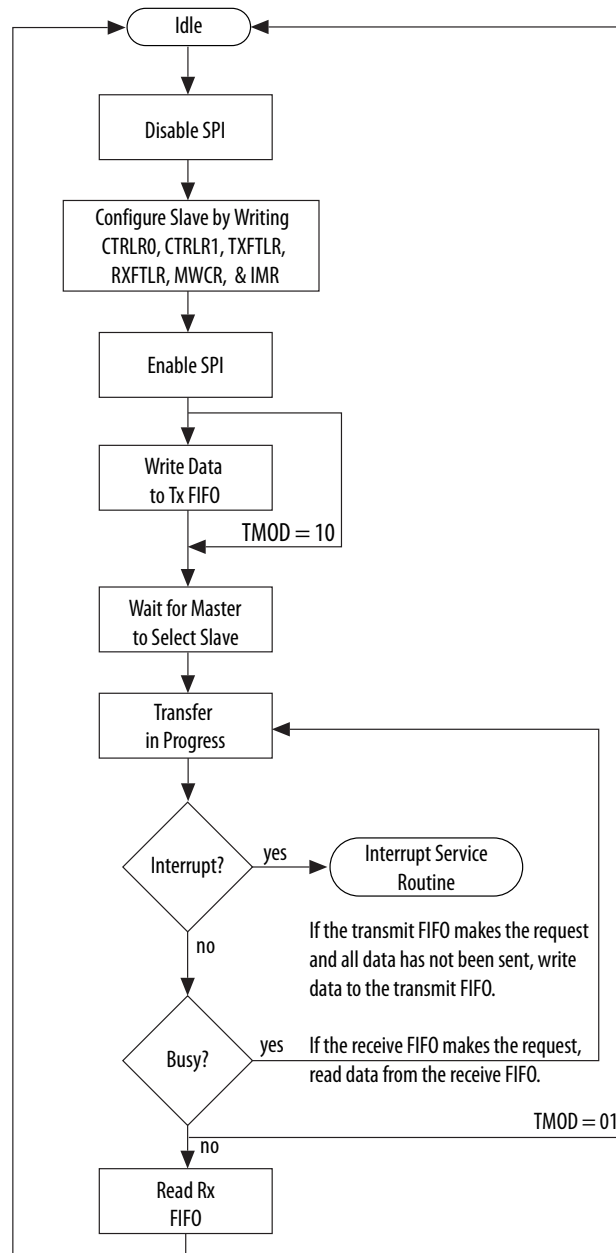 Idle
Disable SPI
Configure Slave by Writing
CTRLR0, CTRLR1, TXFTLR,
RXFTLR, MWCR,  & IMR
Enable SPI
Write Data
to Tx FIFO
TMOD = 10
Wait for Master
to Select Slave
Transfer
in Progress
Interrupt?
yes
Interrupt Service
Routine
no
If the transmit FIFO makes the request
and all data has not been sent, write
data to the transmit FIFO.
Busy?
yes
If the receive FIFO makes the request,
read data from the receive FIFO.
TMOD = 01
no
Read Rx
FIFO